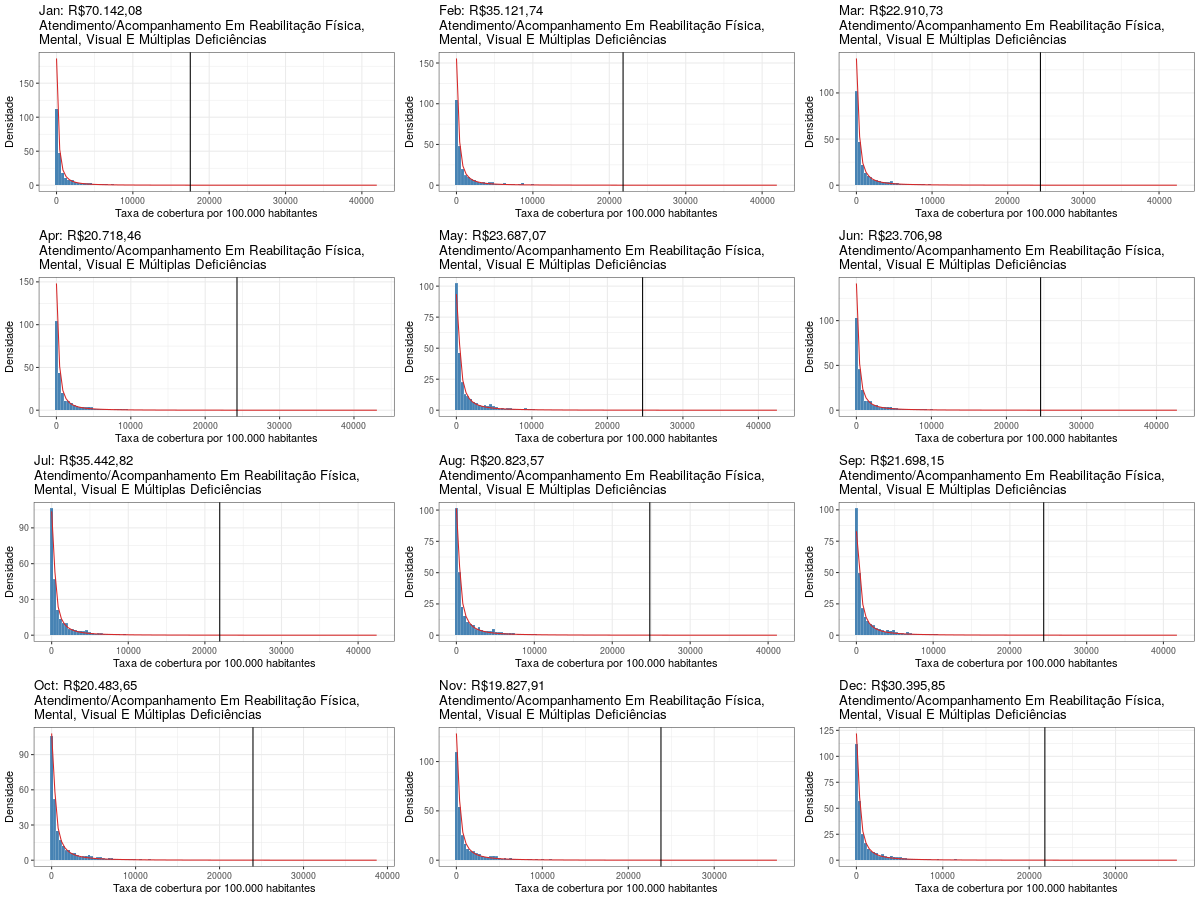 Jan: R$70.142,08
Atendimento/Acompanhamento Em Reabilitação Física,
Mental, Visual E Múltiplas Deficiências
Densidade
150
100
50
0
0
10000
20000
30000
40000
Taxa de cobertura por 100.000 habitantes
Feb: R$35.121,74
Atendimento/Acompanhamento Em Reabilitação Física,
Mental, Visual E Múltiplas Deficiências
Densidade
150
100
50
0
0
10000
20000
30000
40000
Taxa de cobertura por 100.000 habitantes
Mar: R$22.910,73
Atendimento/Acompanhamento Em Reabilitação Física,
Mental, Visual E Múltiplas Deficiências
Densidade
100
50
0
0
10000
20000
30000
40000
Taxa de cobertura por 100.000 habitantes
Apr: R$20.718,46
Atendimento/Acompanhamento Em Reabilitação Física,
Mental, Visual E Múltiplas Deficiências
Densidade
150
100
50
0
0
10000
20000
30000
40000
Taxa de cobertura por 100.000 habitantes
May: R$23.687,07
Atendimento/Acompanhamento Em Reabilitação Física,
Mental, Visual E Múltiplas Deficiências
Densidade
100
75
50
25
0
0
10000
20000
30000
40000
Taxa de cobertura por 100.000 habitantes
Jun: R$23.706,98
Atendimento/Acompanhamento Em Reabilitação Física,
Mental, Visual E Múltiplas Deficiências
Densidade
100
50
0
0
10000
20000
30000
40000
Taxa de cobertura por 100.000 habitantes
Jul: R$35.442,82
Atendimento/Acompanhamento Em Reabilitação Física,
Mental, Visual E Múltiplas Deficiências
Densidade
90
60
30
0
0
10000
20000
30000
40000
Taxa de cobertura por 100.000 habitantes
Aug: R$20.823,57
Atendimento/Acompanhamento Em Reabilitação Física,
Mental, Visual E Múltiplas Deficiências
Densidade
100
75
50
25
0
0
10000
20000
30000
40000
Taxa de cobertura por 100.000 habitantes
Sep: R$21.698,15
Atendimento/Acompanhamento Em Reabilitação Física,
Mental, Visual E Múltiplas Deficiências
Densidade
100
75
50
25
0
0
10000
20000
30000
40000
Taxa de cobertura por 100.000 habitantes
Oct: R$20.483,65
Atendimento/Acompanhamento Em Reabilitação Física,
Mental, Visual E Múltiplas Deficiências
Densidade
90
60
30
0
0
10000
20000
30000
40000
Taxa de cobertura por 100.000 habitantes
Nov: R$19.827,91
Atendimento/Acompanhamento Em Reabilitação Física,
Mental, Visual E Múltiplas Deficiências
Densidade
100
50
0
0
10000
20000
30000
Taxa de cobertura por 100.000 habitantes
Dec: R$30.395,85
Atendimento/Acompanhamento Em Reabilitação Física,
Mental, Visual E Múltiplas Deficiências
Densidade
125
100
75
50
25
0
0
10000
20000
30000
Taxa de cobertura por 100.000 habitantes